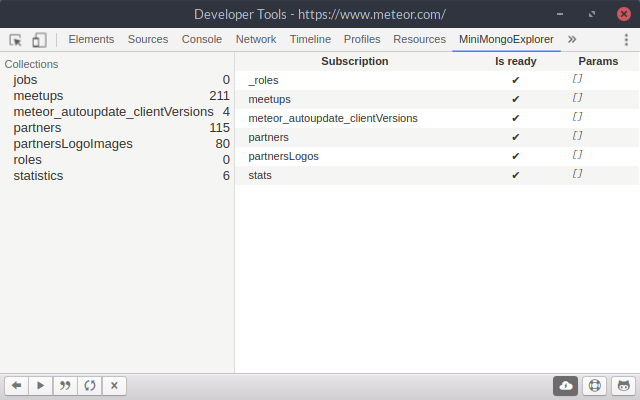 Developer Tools - https://www.meteor.com/
Elements Sources Console Network Timeline Profiles Resources MiniMongoExplorer »
Collections
jobs 0
meetups 211
meteor_autoupdate_clientVersions 4
partners 115
partnersLogoImages 80
roles 0
statistics 6
Subscription Is ready Params
_roles ✔ []
meetups ✔ []
meteor_autoupdate_clientVersions ✔ []
partners ✔ []
partnersLogos ✔ []
stats ✔ []